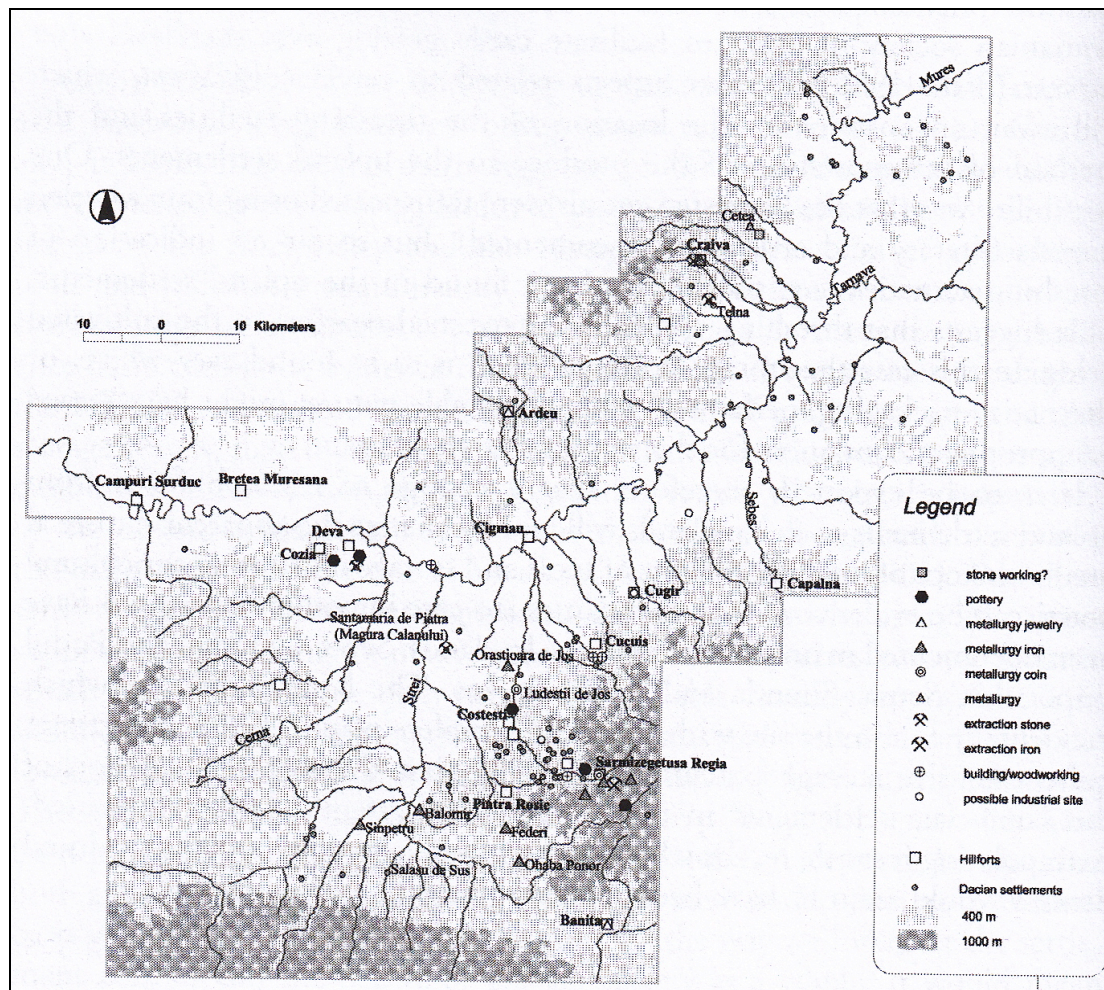 Mures
Cetea
Craiva
Tarnava
Telna
10 0 10 Kilometers
Ardeu
Campuri Surduc
Bretea Muresana
Sebes
Deva
Cozia
Cigmau
Capalna
Cugir
Santamaria de Piatra
(Magura Calanului)
Cucuis
Orastioara de Jos
Ludestii de Jos
Strei
Costesti
Cerna
Sarmizegetusa Regia
Piatra Rosie
Balomir
Sinpetru
Federi
Ohaba Ponor
Salasu de Sus
Banita
Legend
stone working?
pottery
metallurgy jewelry
metallurgy iron
metallurgy coin
metallurgy
extraction stone
extraction iron
building/woodworking
possible industrial site
Hillforts
Dacian settlements
400 m
1000 m